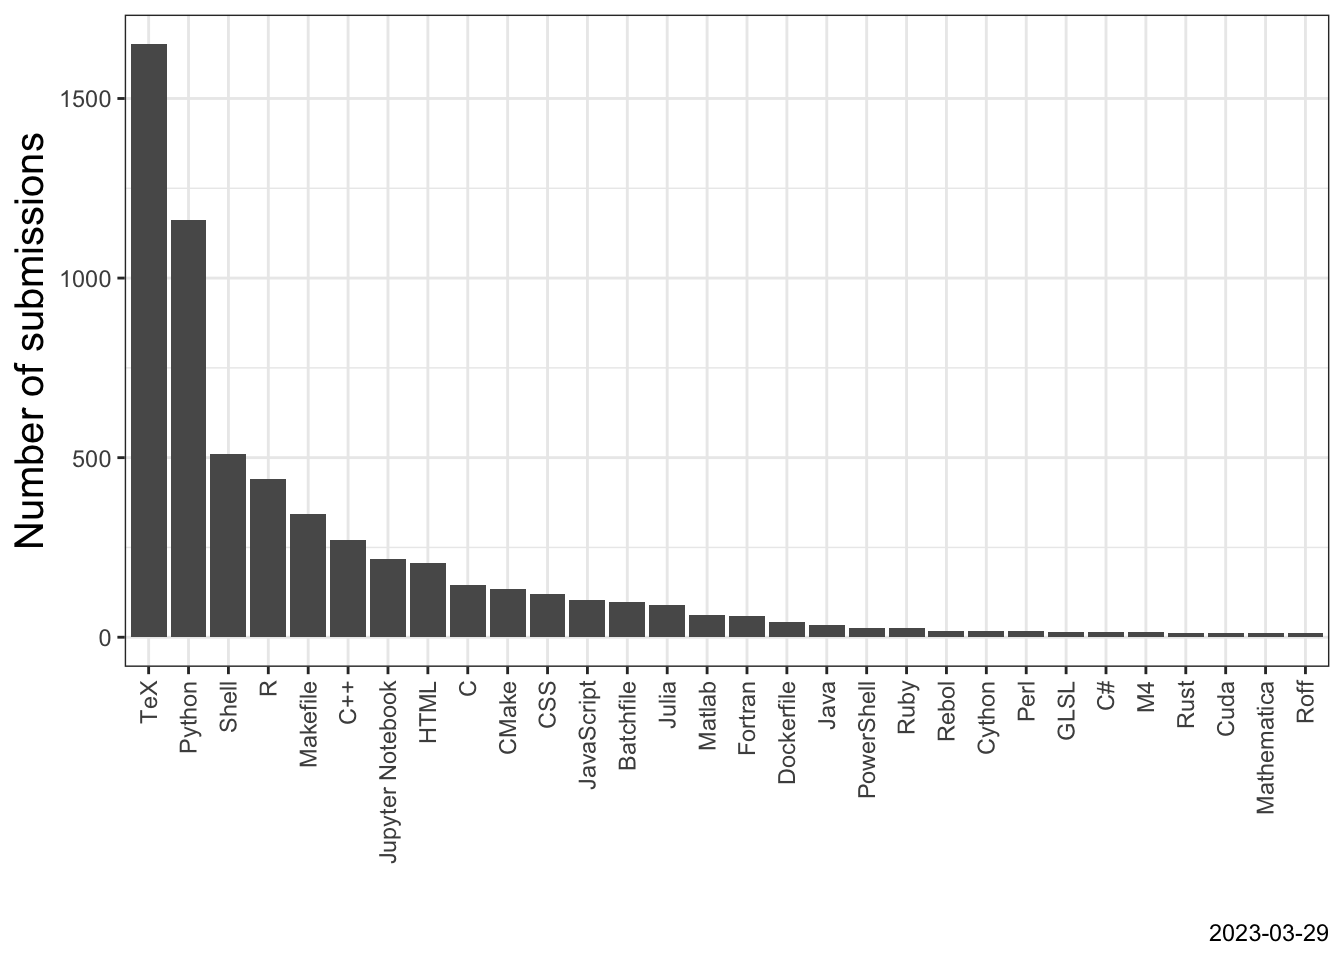 Number of submissions
1500
1000
500
0
TeX
Python
Shell
R
Makefile
C++
Jupyter Notebook
HTML
C
CMake
CSS
JavaScript
Batchfile
Julia
Matlab
Fortran
Dockerfile
Java
PowerShell
Ruby
Rebol
Cython
Perl
GLSL
C#
M4
Rust
Cuda
Mathematica
Roff
2023-03-29